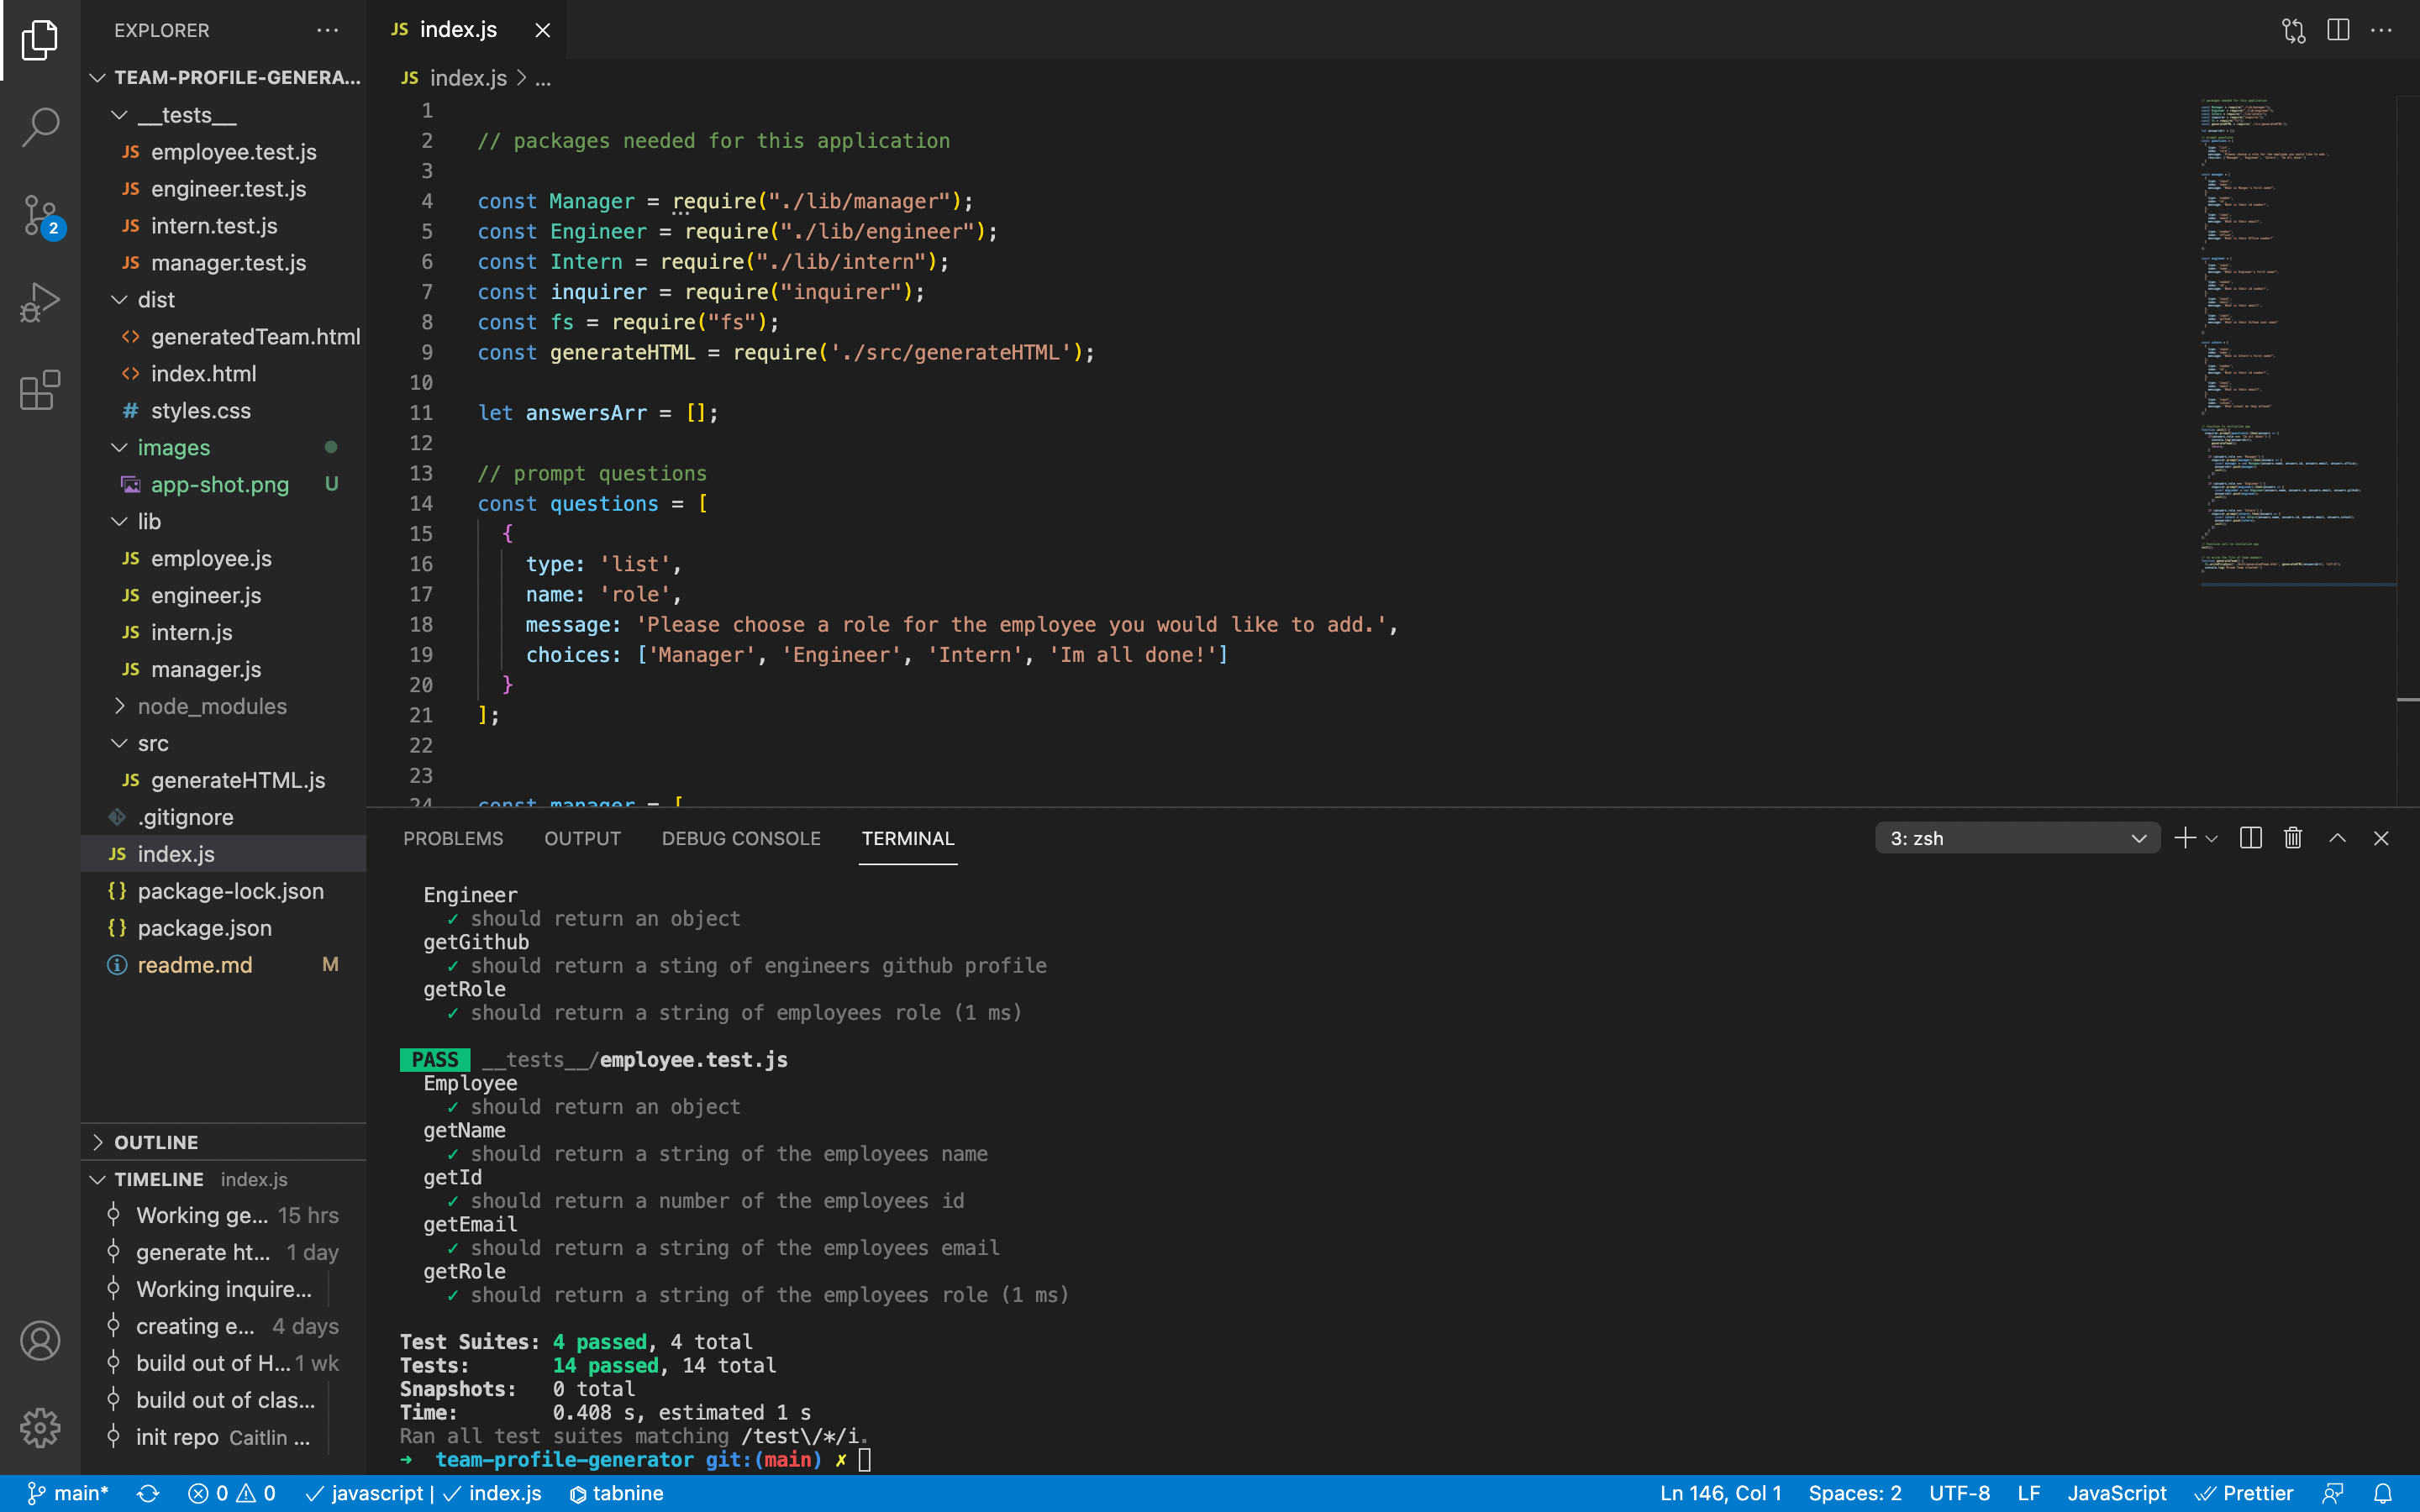 EXPLORER
TEAM-PROFILE-GENERA...
__tests__
JS employee.test.js
JS engineer.test.js
JS intern.test.js
JS manager.test.js
dist
<> generatedTeam.html
<> index.html
# styles.css
images
app-shot.png U
lib
JS employee.js
JS engineer.js
JS intern.js
JS manager.js
node_modules
src
JS generateHTML.js
.gitignore
JS index.js
{} package-lock.json
{} package.json
readme.md M
OUTLINE
TIMELINE index.js
Working ge... 15 hrs
generate ht... 1 day
Working inquire...
creating e... 4 days
build out of H... 1 wk
build out of clas...
init repo Caitlin ...
2
JS index.js
JS index.js > ...
1
2 // packages needed for this application
3
4 const Manager = require("./lib/manager");
5 const Engineer = require("./lib/engineer");
6 const Intern = require("./lib/intern");
7 const inquirer = require("inquirer");
8 const fs = require("fs");
9 const generateHTML = require('./src/generateHTML');
10
11 let answersArr = [];
12
13 // prompt questions
14 const questions = [
15 {
16 type: 'list',
17 name: 'role',
18 message: 'Please choose a role for the employee you would like to add.',
19 choices: ['Manager', 'Engineer', 'Intern', 'Im all done!']
20 }
21 ];
22
23
24 const manager = [
PROBLEMS OUTPUT DEBUG CONSOLE TERMINAL 3: zsh
Engineer
✓ should return an object
getGithub
✓ should return a sting of engineers github profile
getRole
✓ should return a string of employees role (1 ms)
PASS __tests__/employee.test.js
Employee
✓ should return an object
getName
✓ should return a string of the employees name
getId
✓ should return a number of the employees id
getEmail
✓ should return a string of the employees email
getRole
✓ should return a string of the employees role (1 ms)
Test Suites: 4 passed, 4 total
Tests: 14 passed, 14 total
Snapshots: 0 total
Time: 0.408 s, estimated 1 s
Ran all test suites matching /test\/*/i.
➜ team-profile-generator git:(main) ✗
main* 0 0 ✓ javascript | ✓ index.js tabnine Ln 146, Col 1 Spaces: 2 UTF-8 LF JavaScript Prettier